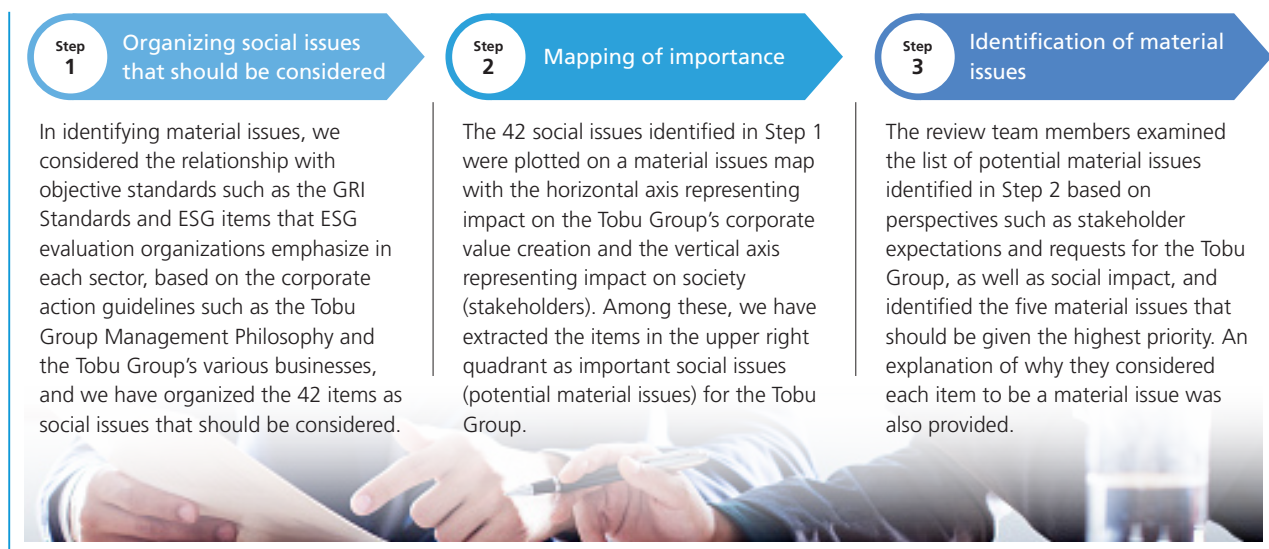 Step
1
Organizing social issues
that should be considered
In identifying material issues, we
considered the relationship with
objective standards such as the GRI
Standards and ESG items that ESG
evaluation organizations emphasize in
each sector, based on the corporate
action guidelines such as the Tobu
Group Management Philosophy and
the Tobu Group's various businesses,
and we have organized the 42 items as
social issues that should be considered.
Step
2
Mapping of importance
The 42 social issues identified in Step 1
were plotted on a material issues map
with the horizontal axis representing
impact on the Tobu Group's corporate
value creation and the vertical axis
representing impact on society
(stakeholders). Among these, we have
extracted the items in the upper right
quadrant as important social issues
(potential material issues) for the Tobu
Group.
Step
3
Identification of material
issues
The review team members examined
the list of potential material issues
identified in Step 2 based on
perspectives such as stakeholder
expectations and requests for the Tobu
Group, as well as social impact, and
identified the five material issues that
should be given the highest priority. An
explanation of why they considered
each item to be a material issue was
also provided.